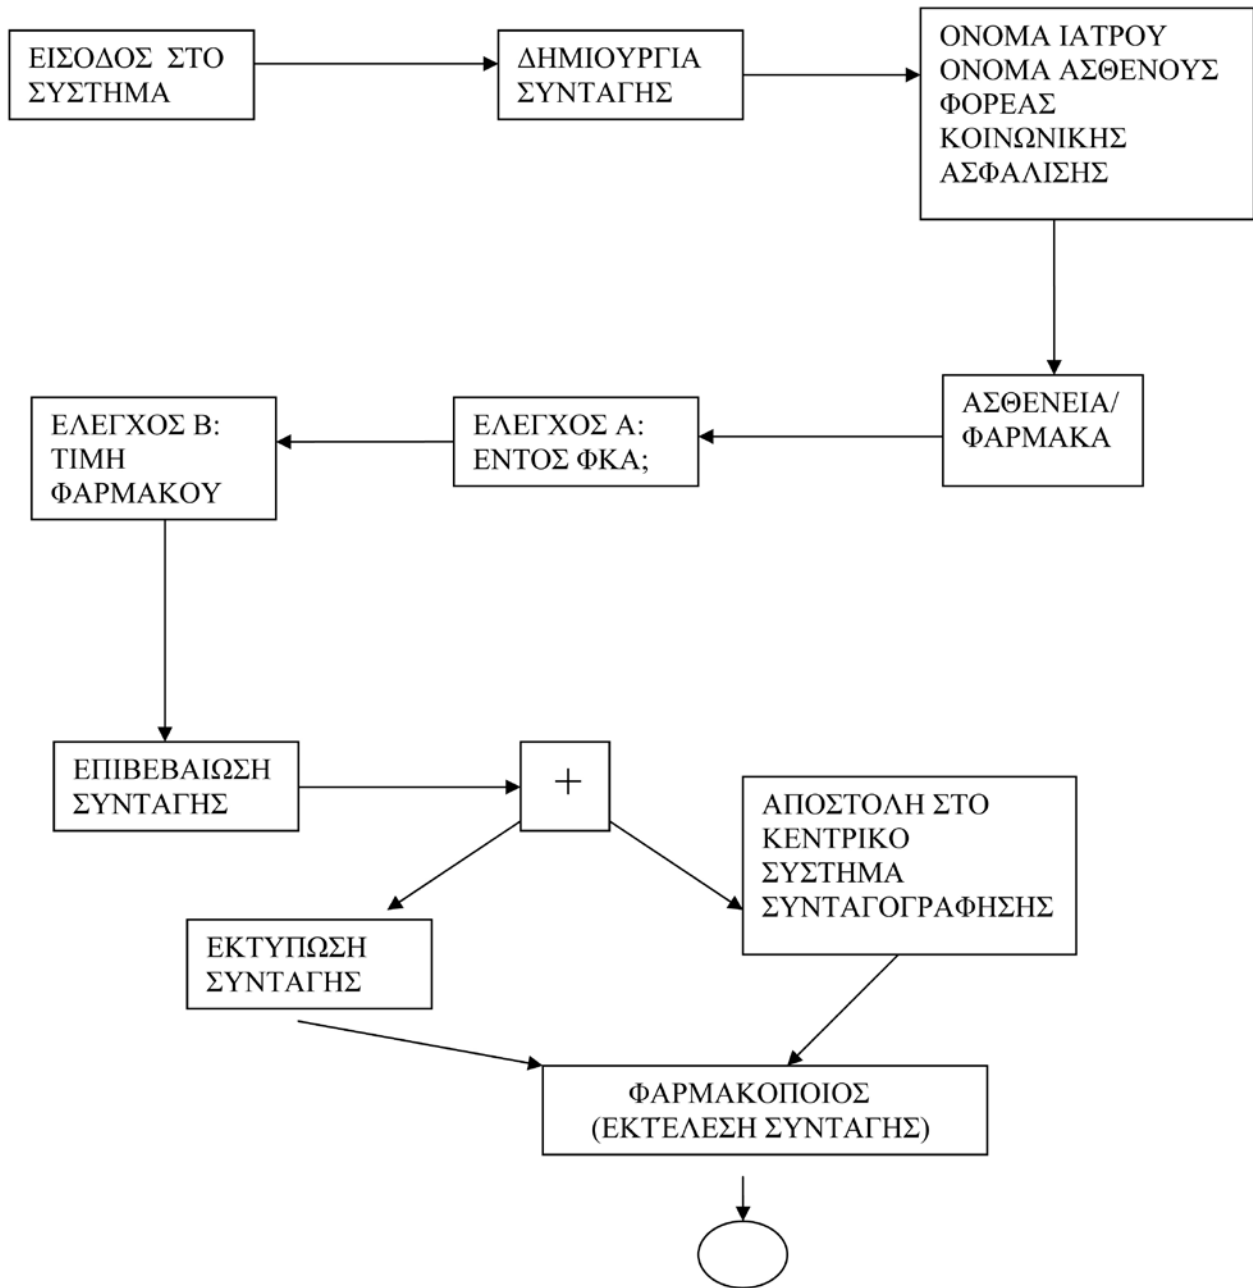 ΕΙΣΟΔΟΣ ΣΤΟ
ΣΥΣΤΗΜΑ
ΔΗΜΙΟΥΡΓΙΑ
ΣΥΝΤΑΓΗΣ
ΟΝΟΜΑ ΙΑΤΡΟΥ
ΟΝΟΜΑ ΑΣΘΕΝΟΥΣ
ΦΟΡΕΑΣ
ΚΟΙΝΩΝΙΚΗΣ
ΑΣΦΑΛΙΣΗΣ
ΑΣΘΕΝΕΙΑ/
ΦΑΡΜΑΚΑ
ΕΛΕΓΧΟΣ Α:
ΕΝΤΟΣ ΦΚΑ;
ΕΛΕΓΧΟΣ Β:
ΤΙΜΗ
ΦΑΡΜΑΚΟΥ
ΕΠΙΒΕΒΑΙΩΣΗ
ΣΥΝΤΑΓΗΣ
+
ΑΠΟΣΤΟΛΗ ΣΤΟ
ΚΕΝΤΡΙΚΟ
ΣΥΣΤΗΜΑ
ΣΥΝΤΑΓΟΓΡΑΦΗΣΗΣ
ΕΚΤΥΠΩΣΗ
ΣΥΝΤΑΓΗΣ
ΦΑΡΜΑΚΟΠΟΙΟΣ
(ΕΚΤΕΛΕΣΗ ΣΥΝΤΑΓΗΣ)